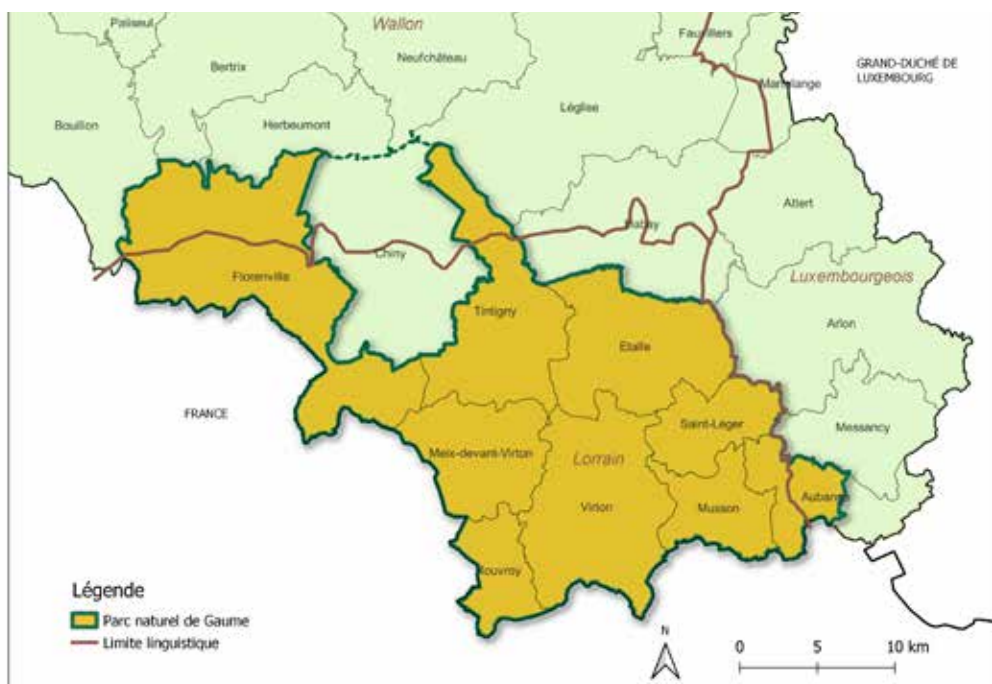 Paliseul
Wallon
Fauvillers
Neufchâteau
Bertrix
GRAND-DUCHÉ DE
LUXEMBOURG
Martelange
Léglise
Bouillon
Herbeumont
Attert
Habay
Chiny
Florenville
Luxembourgeois
Tintigny
Arlon
Etalle
FRANCE
Saint-Léger
Messancy
Meix-devant-Virton
Lorrain
Aubange
Virton
Musson
Rouvroy
Légende
Parc naturel de Gaume
Limite linguistique
N
0 5 10 km